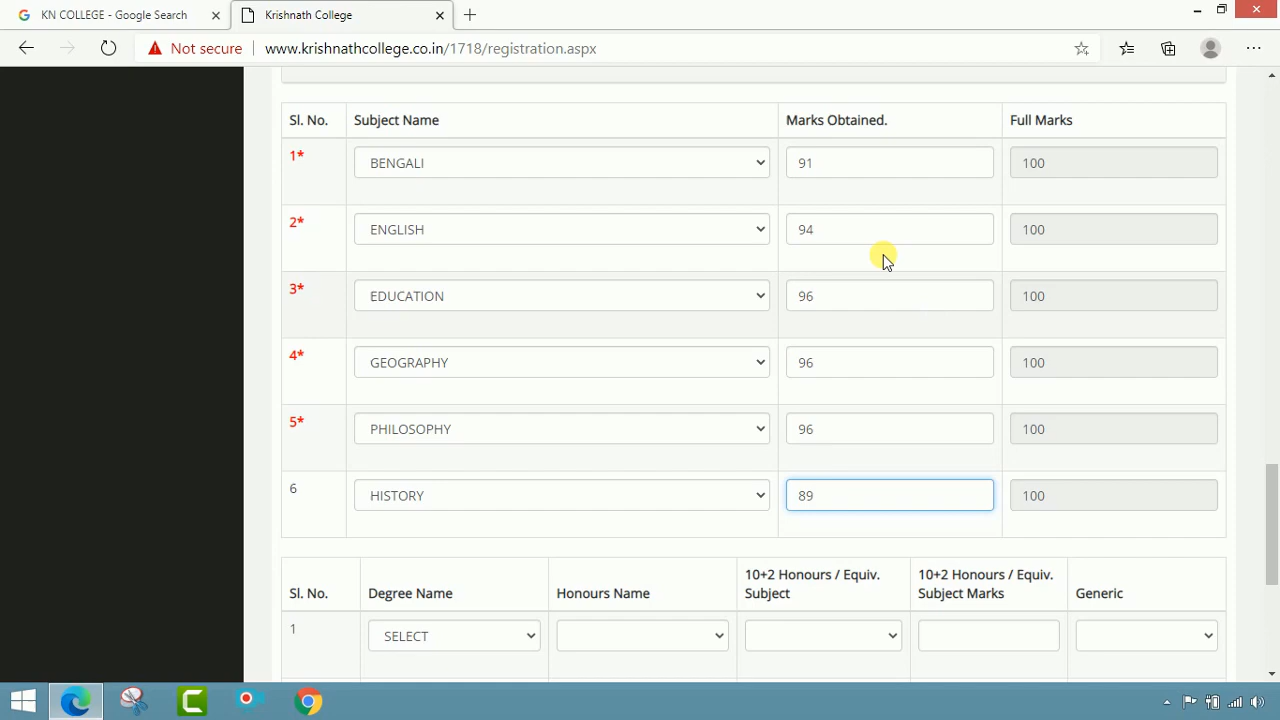 KN COLLEGE - Google Search
Krishnath College
Not secure
www.krishnathcollege.co.in/1718/registration.aspx
Sl. No. Subject Name Marks Obtained. Full Marks
1* BENGALI 91 100
2* ENGLISH 94 100
3* EDUCATION 96 100
4* GEOGRAPHY 96 100
5* PHILOSOPHY 96 100
6 HISTORY 89 100
Sl. No. Degree Name Honours Name 10+2 Honours / Equiv. Subject 10+2 Honours / Equiv. Subject Marks Generic
1 SELECT